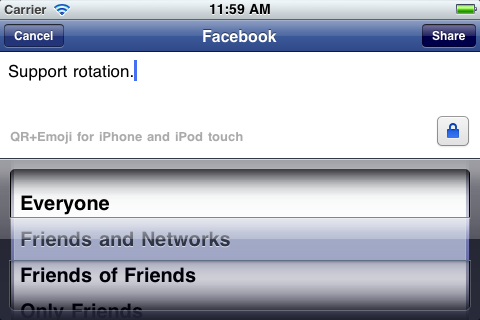 Carrier 11:59 AM
Cancel Facebook Share
Support rotation.
QR+Emoji for iPhone and iPod touch
Everyone
Friends and Networks
Friends of Friends
Only Friends